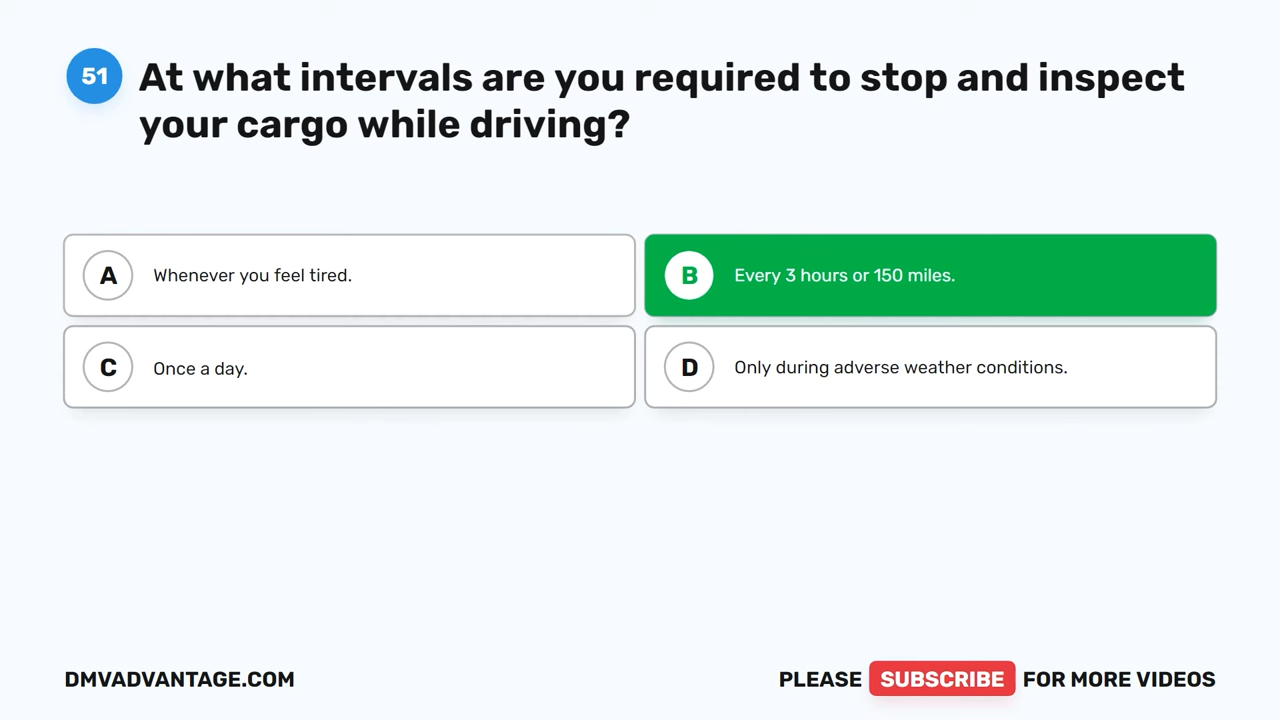 51
At what intervals are you required to stop and inspect
your cargo while driving?
A Whenever you feel tired.
B Every 3 hours or 150 miles.
C Once a day.
D Only during adverse weather conditions.
DMVADVANTAGE.COM
PLEASE SUBSCRIBE FOR MORE VIDEOS